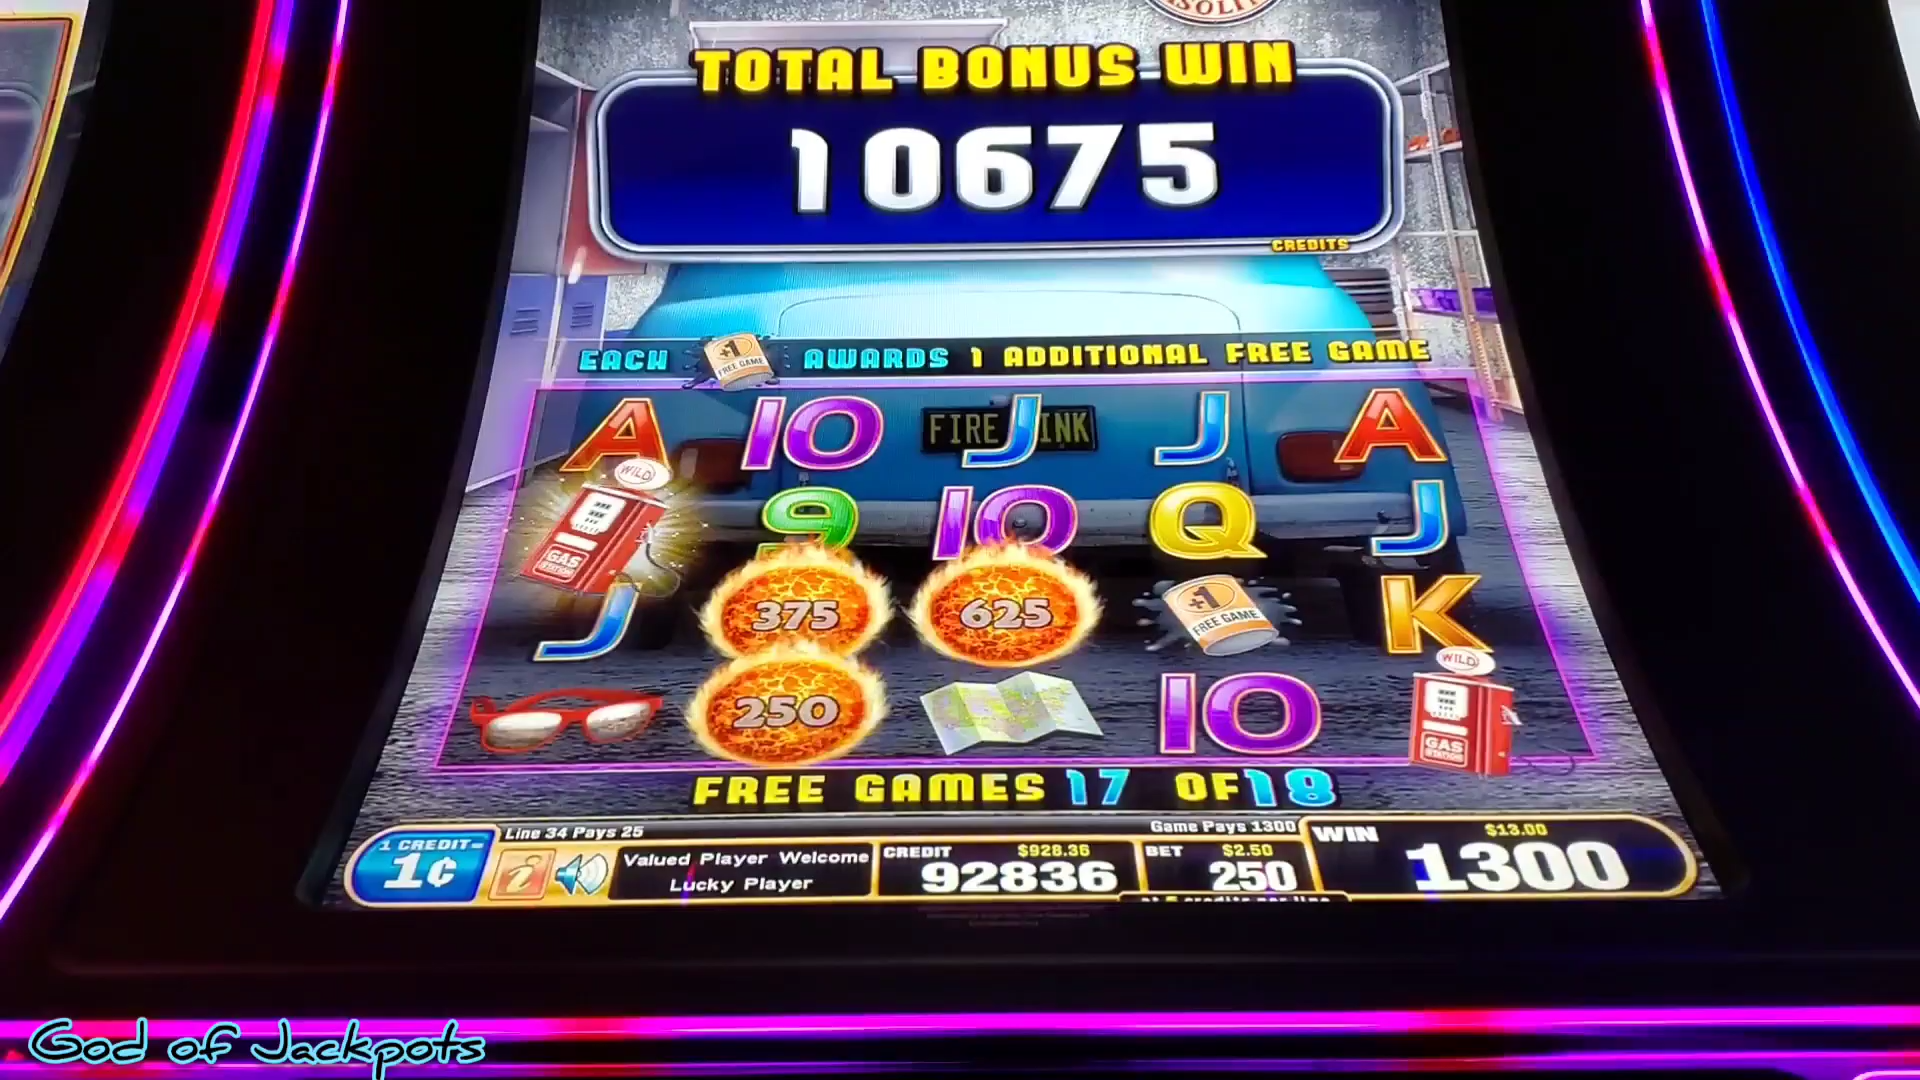 TOTAL BONUS WIN
10675
CREDITS
EACH +1 FREE GAME AWARDS 1 ADDITIONAL FREE GAME
A 10 FIRE J INK J A
WILD GAS STATION 9 10 Q J
J 375 625 +1 FREE GAME K
250 10 WILD GAS STATION
FREE GAMES 17 OF 18
Line 34 Pays 25
Game Pays 1300
1 CREDIT=
1¢
Valued Player Welcome
Lucky Player
CREDIT $928.36
92836
BET $2.50
250
WIN $13.00
1300
God of Jackpots